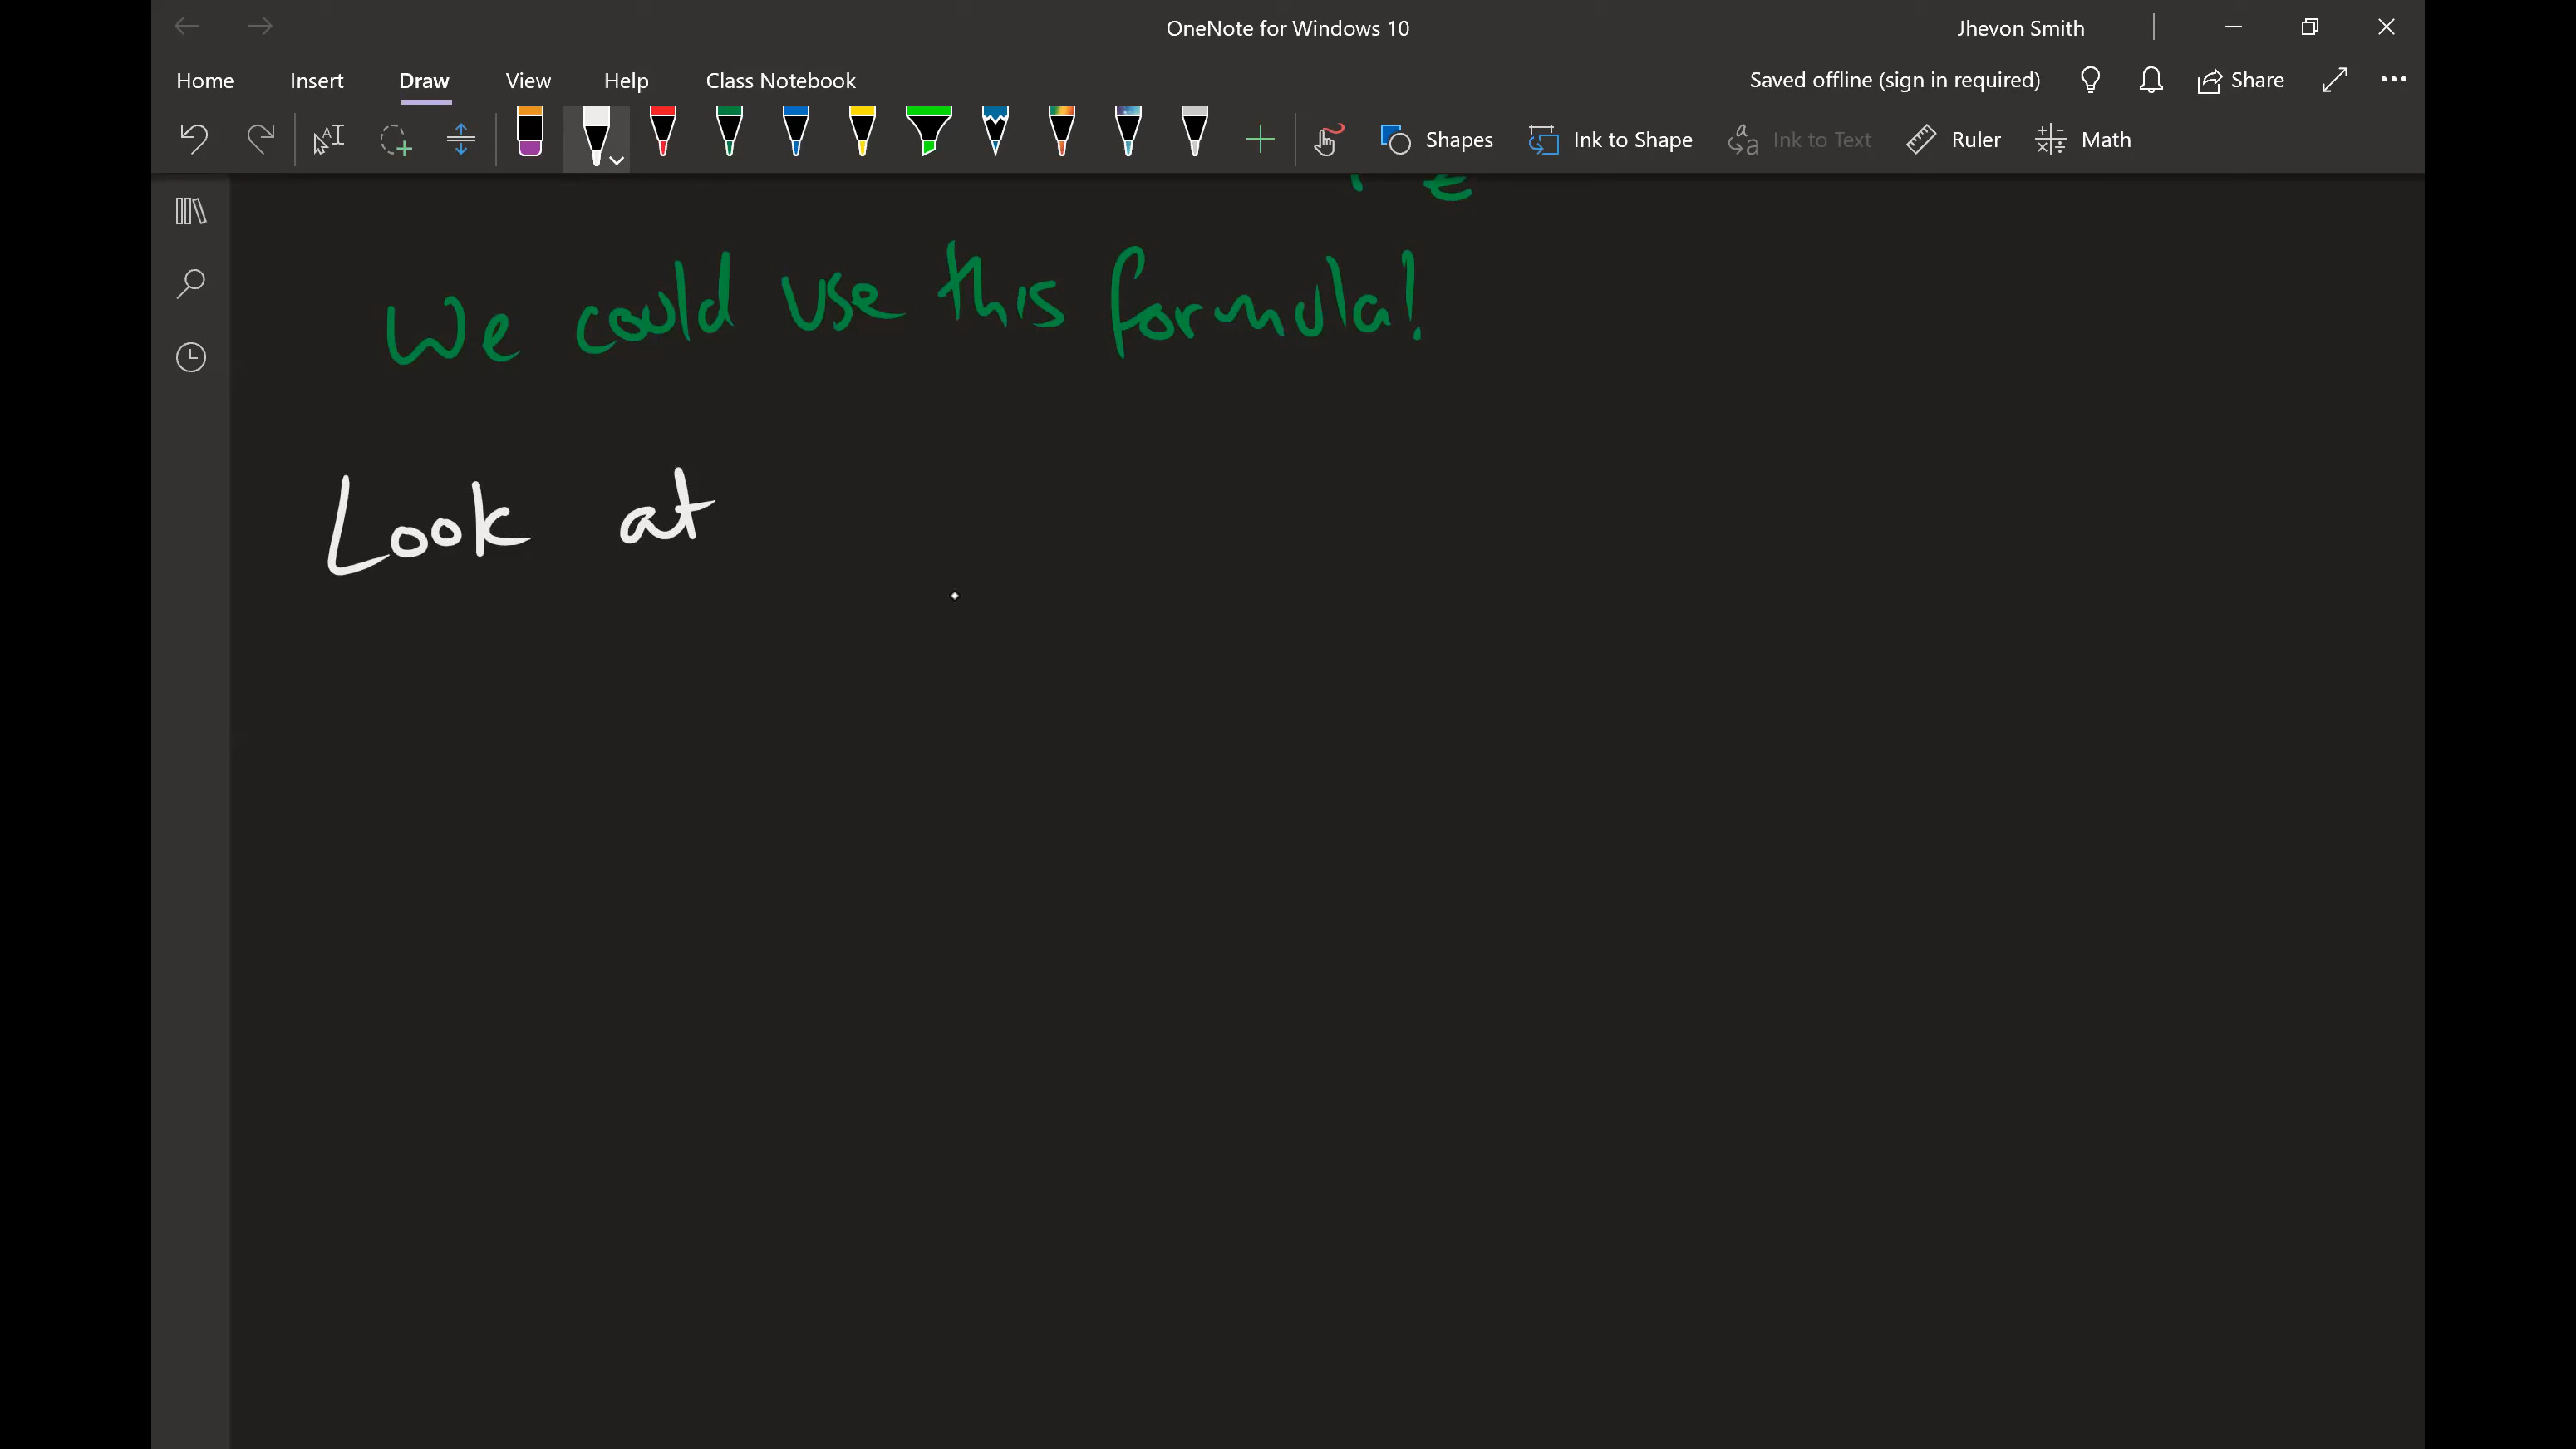 OneNote for Windows 10
Jhevon Smith
Home Insert Draw View Help Class Notebook
Saved offline (sign in required) Share
Shapes Ink to Shape Ink to Text Ruler Math
We could use this formula!
Look at